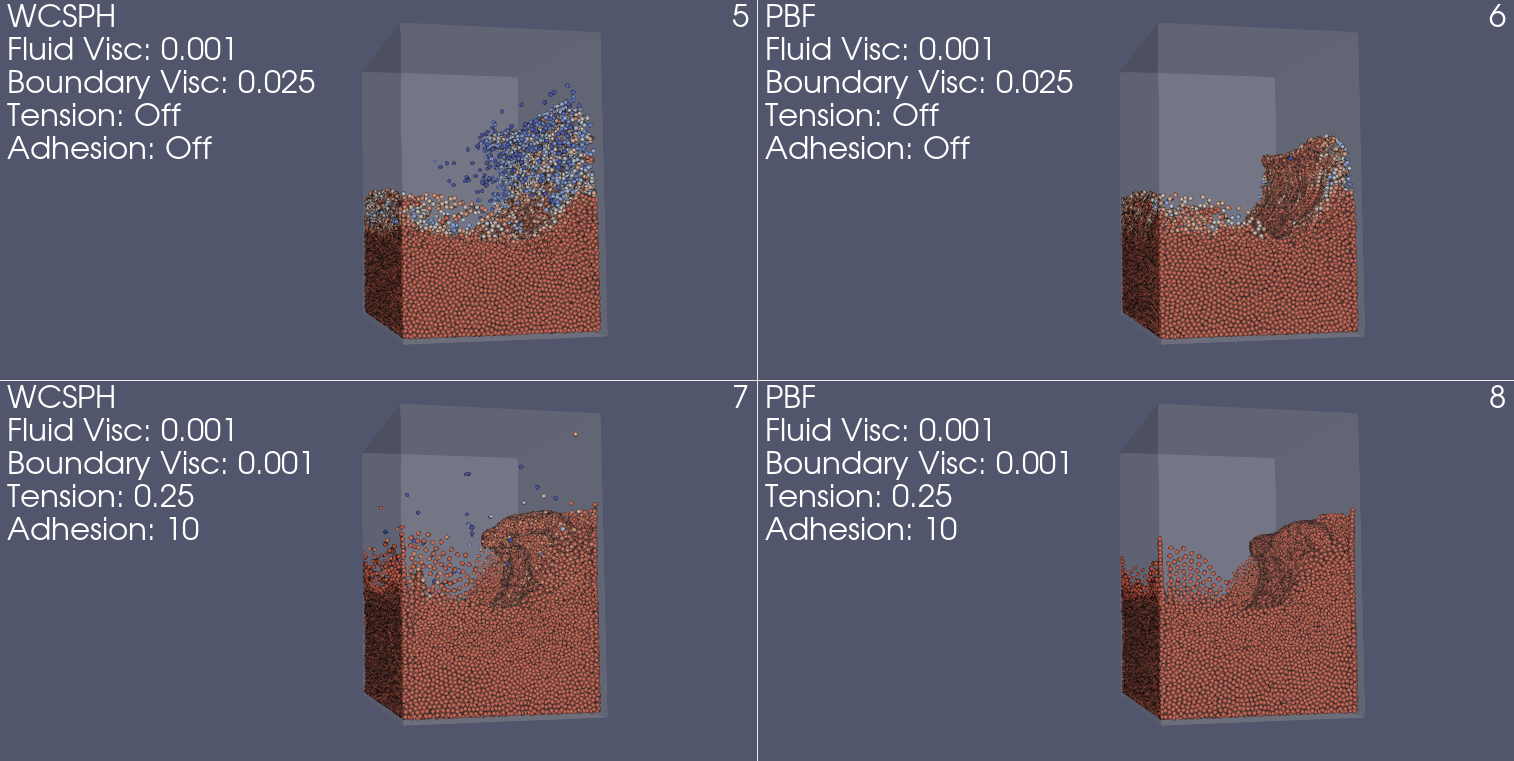 WCSPH
5
Fluid Visc: 0.001
Boundary Visc: 0.025
Tension: Off
Adhesion: Off
PBF
6
Fluid Visc: 0.001
Boundary Visc: 0.025
Tension: Off
Adhesion: Off
WCSPH
7
Fluid Visc: 0.001
Boundary Visc: 0.001
Tension: 0.25
Adhesion: 10
PBF
8
Fluid Visc: 0.001
Boundary Visc: 0.001
Tension: 0.25
Adhesion: 10